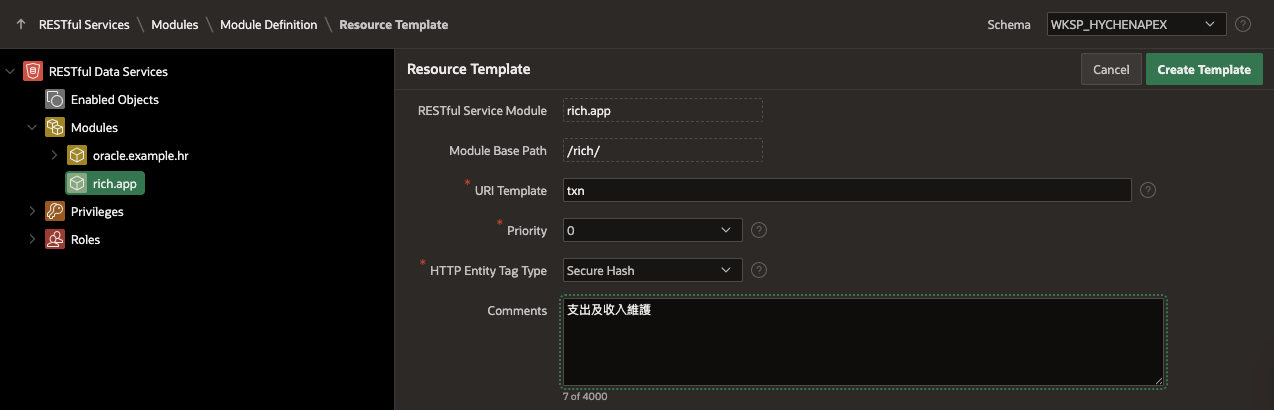 RESTful Services \ Modules \ Module Definition \ Resource Template
Schema WKSP_HYCHENAPEX ?
RESTful Data Services
Enabled Objects
Modules
oracle.example.hr
rich.app
Privileges
Roles
Resource Template
Cancel Create Template
RESTful Service Module rich.app
Module Base Path /rich/
* URI Template txn ?
* Priority 0 ?
* HTTP Entity Tag Type Secure Hash ?
Comments 支出及收入維護
7 of 4000